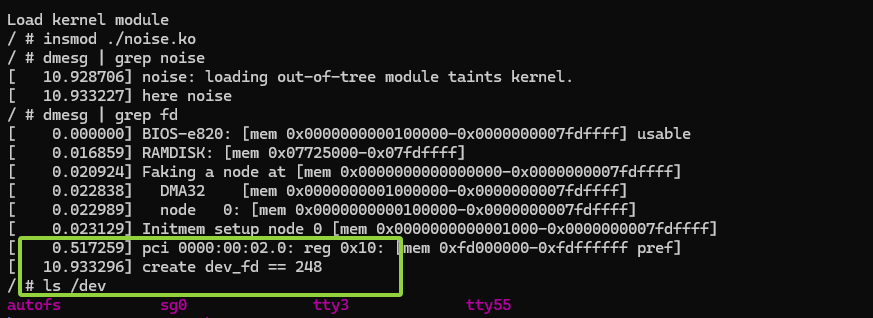 Load kernel module
/ # insmod ./noise.ko
/ # dmesg | grep noise
[   10.928706] noise: loading out-of-tree module taints kernel.
[   10.933227] here noise
/ # dmesg | grep fd
[    0.000000] BIOS-e820: [mem 0x0000000000100000-0x0000000007fdffff] usable
[    0.016859] RAMDISK: [mem 0x07725000-0x07fdffff]
[    0.020924] Faking a node at [mem 0x0000000000000000-0x0000000007fdffff]
[    0.022838]   DMA32    [mem 0x0000000001000000-0x0000000007fdffff]
[    0.022989]   node   0: [mem 0x0000000000100000-0x0000000007fdffff]
[    0.023129] Initmem setup node 0 [mem 0x0000000000001000-0x0000000007fdffff]
[    0.517259] pci 0000:00:02.0: reg 0x10: [mem 0xfd000000-0xfdffffff pref]
[   10.933296] create dev_fd == 248
/ # ls /dev
autofs             sg0                tty3               tty55